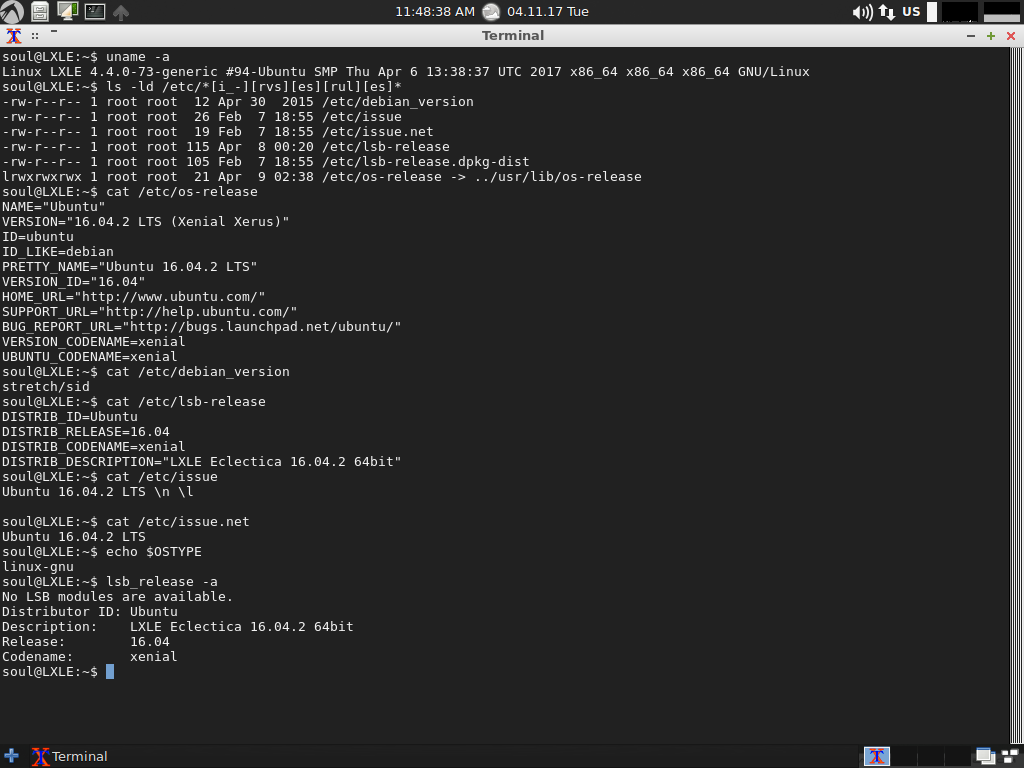 11:48:38 AM 04.11.17 Tue US
Terminal
soul@LXLE:~$ uname -a
Linux LXLE 4.4.0-73-generic #94-Ubuntu SMP Thu Apr 6 13:38:37 UTC 2017 x86_64 x86_64 x86_64 GNU/Linux
soul@LXLE:~$ ls -ld /etc/*[i_-][rvs][es][rul][es]*
-rw-r--r-- 1 root root  12 Apr 30  2015 /etc/debian_version
-rw-r--r-- 1 root root  26 Feb  7 18:55 /etc/issue
-rw-r--r-- 1 root root  19 Feb  7 18:55 /etc/issue.net
-rw-r--r-- 1 root root 115 Apr  8 00:20 /etc/lsb-release
-rw-r--r-- 1 root root 105 Feb  7 18:55 /etc/lsb-release.dpkg-dist
lrwxrwxrwx 1 root root  21 Apr  9 02:38 /etc/os-release -> ../usr/lib/os-release
soul@LXLE:~$ cat /etc/os-release
NAME="Ubuntu"
VERSION="16.04.2 LTS (Xenial Xerus)"
ID=ubuntu
ID_LIKE=debian
PRETTY_NAME="Ubuntu 16.04.2 LTS"
VERSION_ID="16.04"
HOME_URL="http://www.ubuntu.com/"
SUPPORT_URL="http://help.ubuntu.com/"
BUG_REPORT_URL="http://bugs.launchpad.net/ubuntu/"
VERSION_CODENAME=xenial
UBUNTU_CODENAME=xenial
soul@LXLE:~$ cat /etc/debian_version
stretch/sid
soul@LXLE:~$ cat /etc/lsb-release
DISTRIB_ID=Ubuntu
DISTRIB_RELEASE=16.04
DISTRIB_CODENAME=xenial
DISTRIB_DESCRIPTION="LXLE Eclectica 16.04.2 64bit"
soul@LXLE:~$ cat /etc/issue
Ubuntu 16.04.2 LTS \n \l
soul@LXLE:~$ cat /etc/issue.net
Ubuntu 16.04.2 LTS
soul@LXLE:~$ echo $OSTYPE
linux-gnu
soul@LXLE:~$ lsb_release -a
No LSB modules are available.
Distributor ID: Ubuntu
Description:    LXLE Eclectica 16.04.2 64bit
Release:        16.04
Codename:       xenial
soul@LXLE:~$
Terminal